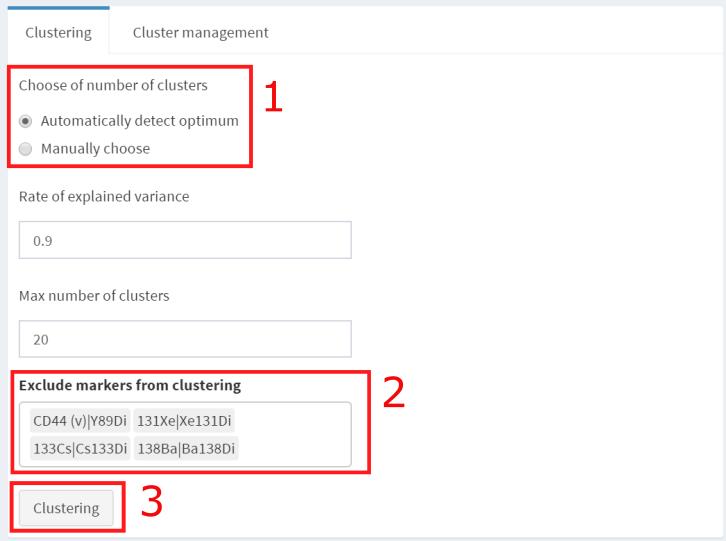 Clustering Cluster management
Choose of number of clusters 1
Automatically detect optimum
Manually choose
Rate of explained variance
0.9
Max number of clusters
20
Exclude markers from clustering 2
CD44 (v)|Y89Di 131Xe|Xe131Di
133Cs|Cs133Di 138Ba|Ba138Di
Clustering 3